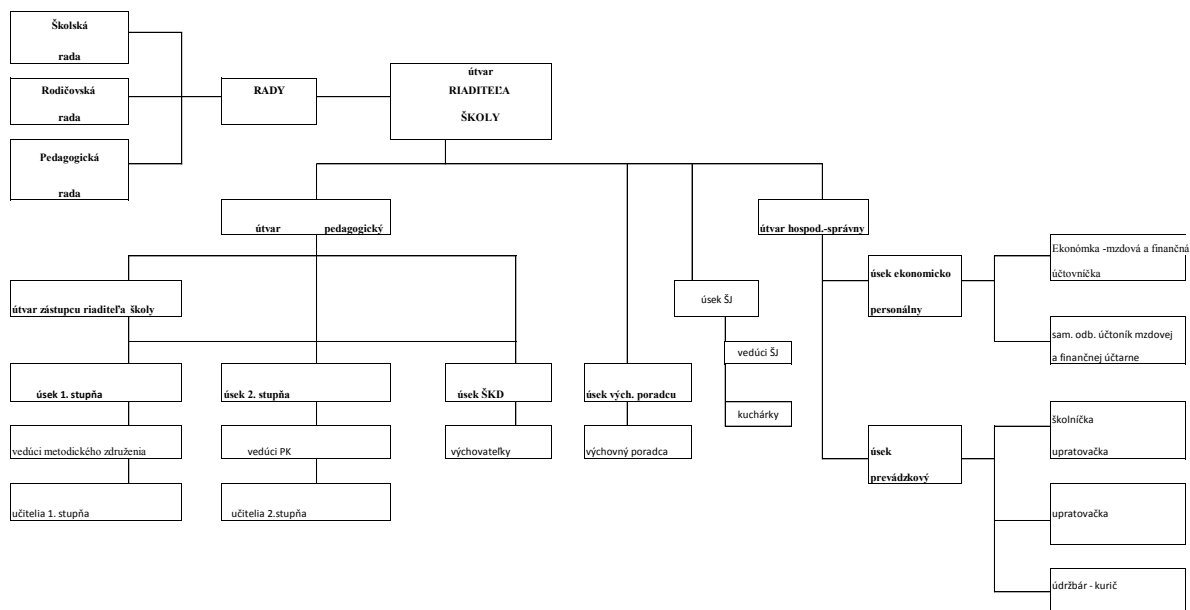 Školská
rada
Rodičovská
rada
Pedagogická
rada
RADY
útvar
RIADITEĽA
ŠKOLY
útvar pedagogický
útvar hospod.-správny
útvar zástupcu riaditeľa školy
úsek 1. stupňa
vedúci metodického združenia
učitelia 1. stupňa
úsek 2. stupňa
vedúci PK
učitelia 2.stupňa
úsek ŠKD
výchovateľky
úsek vých. poradcu
výchovný poradca
úsek ŠJ
vedúci ŠJ
kuchárky
úsek ekonomicko
personálny
Ekonómka -mzdová a finančná
účtovníčka
sam. odb. účtoník mzdovej
a finančnej účtarne
úsek
prevádzkový
školníčka
upratovačka
upratovačka
údržbár - kurič